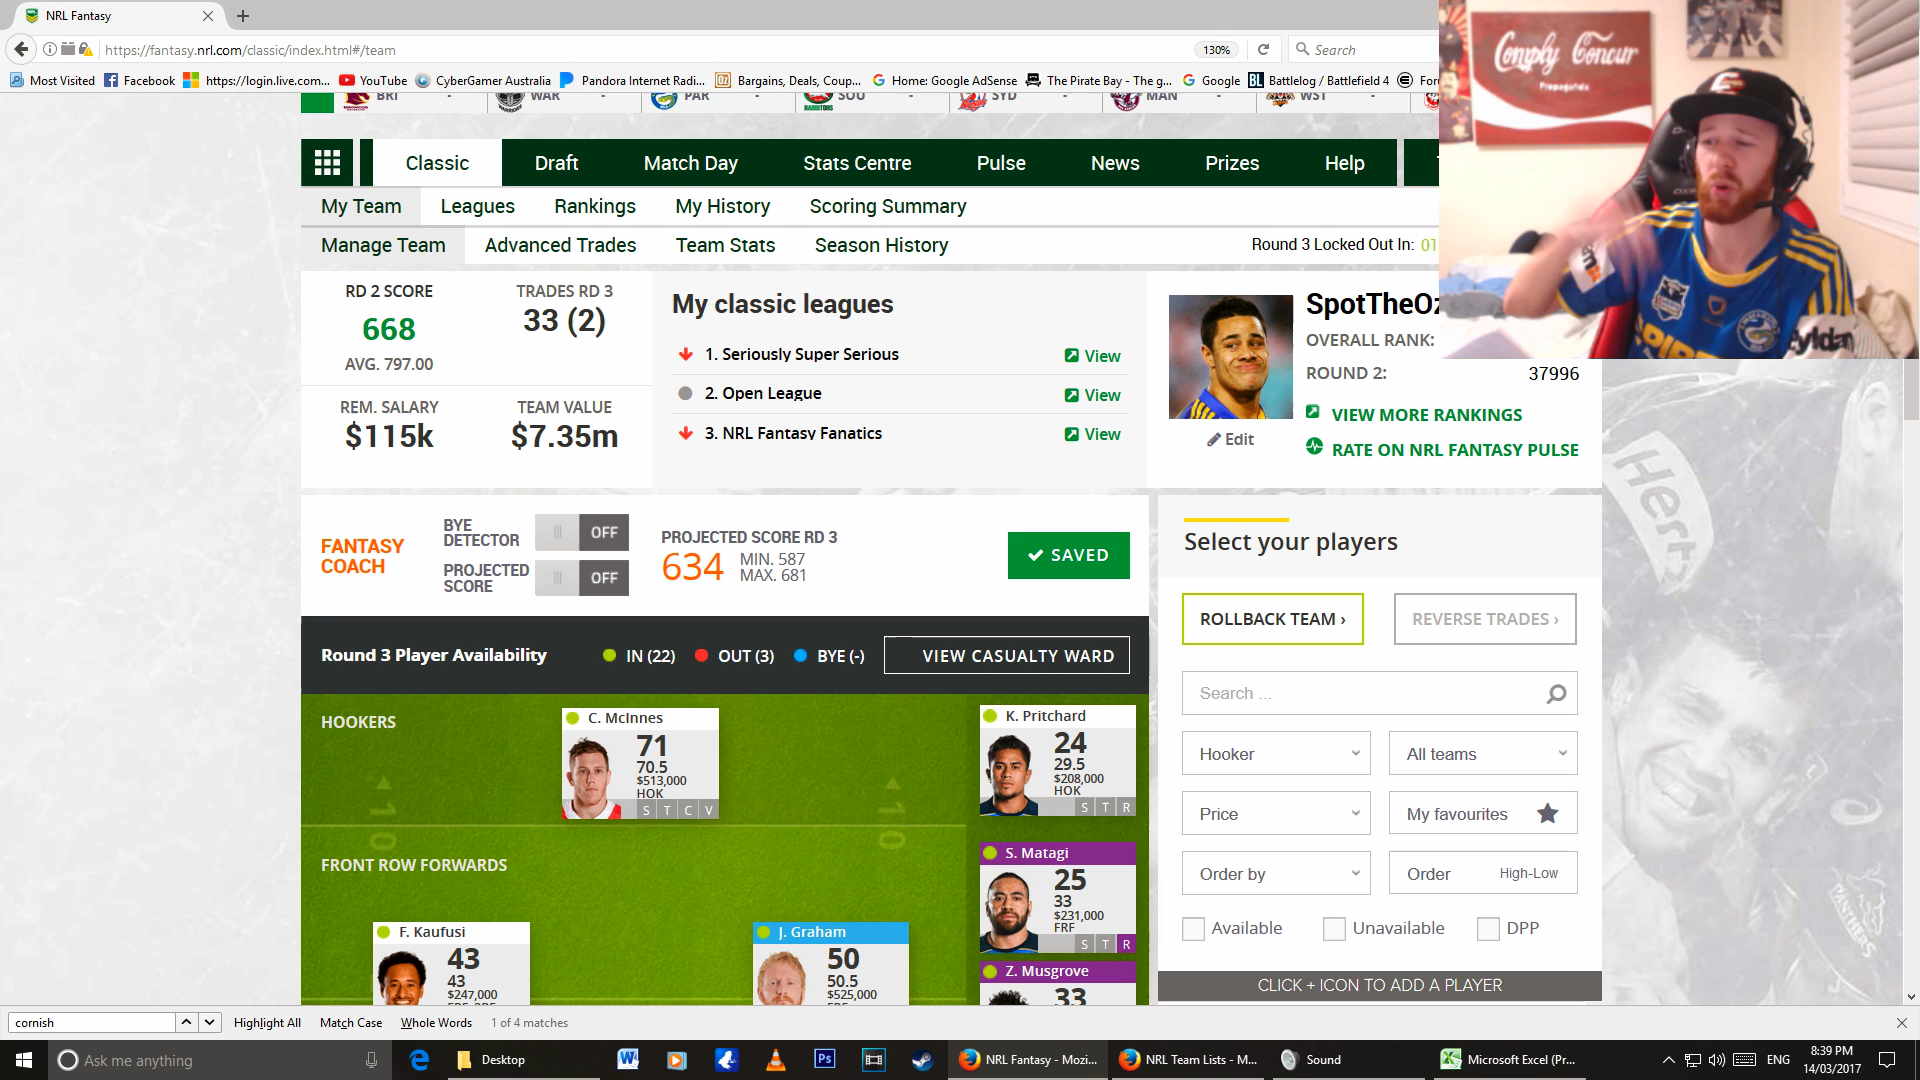 NRL Fantasy
https://fantasy.nrl.com/classic/index.html#/team
130%
Search
Most Visited
Facebook
https://login.live.com...
YouTube
CyberGamer Australia
Pandora Internet Radi...
Bargains, Deals, Coup...
Home: Google AdSense
The Pirate Bay - The g...
Google
Battlelog / Battlefield 4
For
Comply Concur
Propaganda
BRI - WAR - PAR - SOU - SYD - MAN - WST -
Classic
Draft
Match Day
Stats Centre
Pulse
News
Prizes
Help
My Team
Leagues
Rankings
My History
Scoring Summary
Manage Team
Advanced Trades
Team Stats
Season History
Round 3 Locked Out In: 01
RD 2 SCORE
668
AVG. 797.00
TRADES RD 3
33 (2)
REM. SALARY
$115k
TEAM VALUE
$7.35m
My classic leagues
1. Seriously Super Serious View
2. Open League View
3. NRL Fantasy Fanatics View
Edit
SpotTheOz
OVERALL RANK:
ROUND 2: 37996
VIEW MORE RANKINGS
RATE ON NRL FANTASY PULSE
FANTASY
COACH
BYE
DETECTOR
OFF
PROJECTED
SCORE
OFF
PROJECTED SCORE RD 3
634
MIN. 587
MAX. 681
SAVED
Round 3 Player Availability
IN (22)
OUT (3)
BYE (-)
VIEW CASUALTY WARD
HOOKERS
C. McInnes
71
70.5
$513,000
HOK
S T C V
K. Pritchard
24
29.5
$208,000
HOK
S T R
10
10
FRONT ROW FORWARDS
S. Matagi
25
33
$231,000
FRF
S T R
F. Kaufusi
43
43
$247,000
J. Graham
50
50.5
$525,000
Z. Musgrove
33
Select your players
ROLLBACK TEAM ›
REVERSE TRADES ›
Search ...
Hooker
All teams
Price
My favourites
Order by
Order High-Low
Available
Unavailable
DPP
CLICK + ICON TO ADD A PLAYER
Hert
PANTHERS
cornish
Highlight All
Match Case
Whole Words
1 of 4 matches
Ask me anything
Desktop
NRL Fantasy - Mozi...
NRL Team Lists - M...
Sound
Microsoft Excel (Pr...
ENG
8:39 PM
14/03/2017